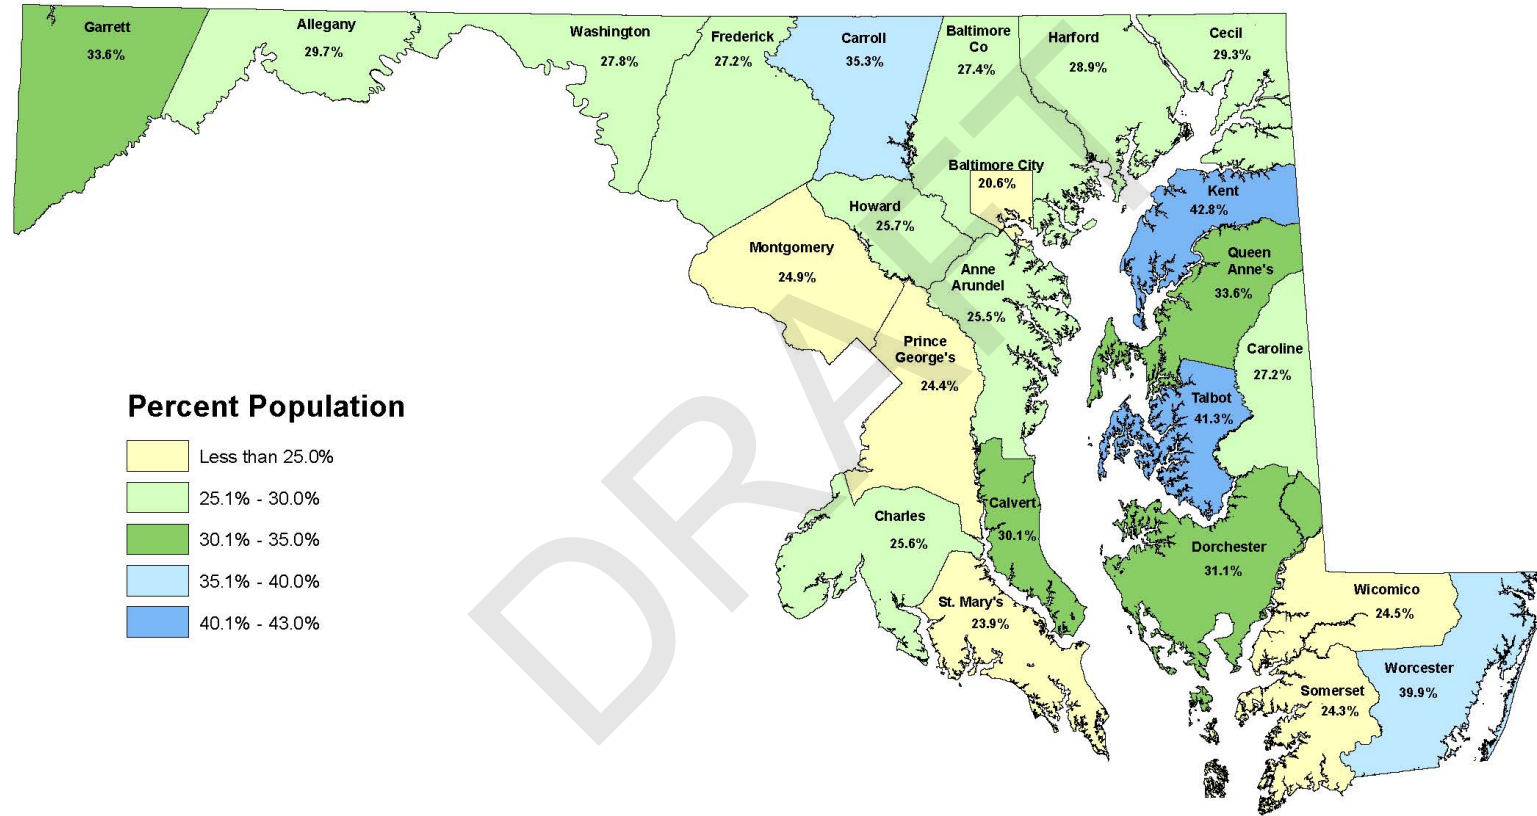 Garrett
33.6%
Allegany
29.7%
Washington
27.8%
Frederick
27.2%
Carroll
35.3%
Baltimore
Co
27.4%
Harford
28.9%
Cecil
29.3%
Baltimore City
20.6%
Kent
42.8%
Howard
25.7%
Montgomery
24.9%
Queen
Anne's
33.6%
Anne
Arundel
25.5%
Prince
George's
24.4%
Caroline
27.2%
Talbot
41.3%
Percent Population
Less than 25.0%
25.1% - 30.0%
30.1% - 35.0%
35.1% - 40.0%
40.1% - 43.0%
Calvert
30.1%
Charles
25.6%
Dorchester
31.1%
St. Mary's
23.9%
Wicomico
24.5%
Worcester
39.9%
Somerset
24.3%
DRAFT